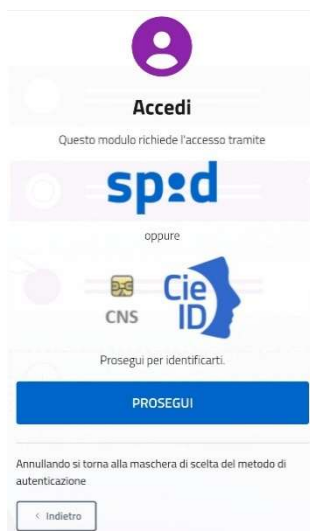 Accedi
Questo modulo richiede l'accesso tramite
spid
oppure
CNS
Cie
ID
Prosegui per identificarti.
PROSEGUI
Annullando si torna alla maschera di scelta del metodo di
autenticazione
< Indietro